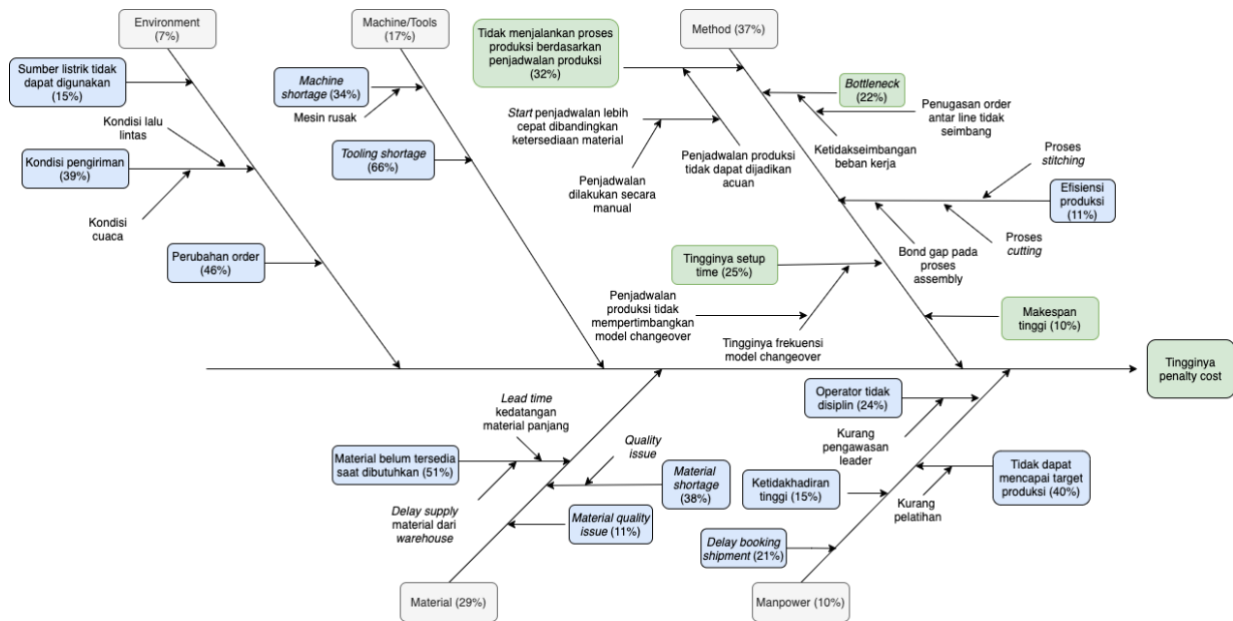 Environment
(7%)
Machine/Tools
(17%)
Tidak menjalankan proses
produksi berdasarkan
penjadwalan produksi
(32%)
Method (37%)
Sumber listrik tidak
dapat digunakan
(15%)
Machine
shortage (34%)
Mesin rusak
Bottleneck
(22%)
Penugasan order
antar line tidak
seimbang
Kondisi lalu
lintas
Start penjadwalan lebih
cepat dibandingkan
ketersediaan material
Ketidakseimbangan
beban kerja
Kondisi pengiriman
(39%)
Tooling shortage
(66%)
Penjadwalan produksi
tidak dapat dijadikan
acuan
Proses
stitching
Penjadwalan
dilakukan secara
manual
Efisiensi
produksi
(11%)
Kondisi
cuaca
Proses
cutting
Bond gap pada
proses
assembly
Perubahan order
(46%)
Tingginya setup
time (25%)
Penjadwalan
produksi tidak
mempertimbangkan
model changeover
Makespan
tinggi (10%)
Tingginya frekuensi
model changeover
Tingginya
penalty cost
Lead time
kedatangan
material panjang
Operator tidak
disiplin (24%)
Quality
issue
Kurang
pengawasan
leader
Material belum tersedia
saat dibutuhkan (51%)
Material
shortage
(38%)
Ketidakhadiran
tinggi (15%)
Tidak dapat
mencapai target
produksi (40%)
Kurang
pelatihan
Delay supply
material dari
warehouse
Material quality
issue (11%)
Delay booking
shipment (21%)
Material (29%)
Manpower (10%)